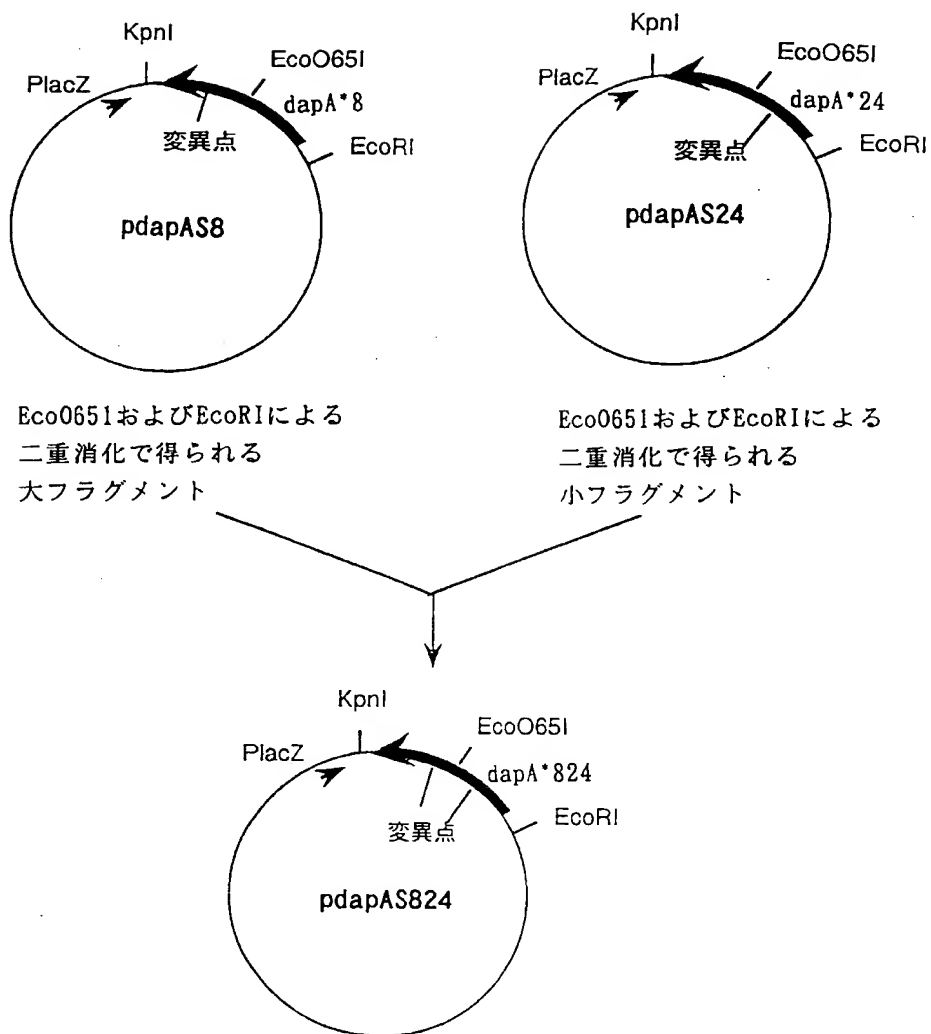 KpnI
EcoO65I
PlacZ
dapA*8
変異点
EcoRI
pdapAS8
KpnI
EcoO65I
PlacZ
dapA*24
変異点
EcoRI
pdapAS24
EcoO65IおよびEcoRIによる
二重消化で得られる
大フラグメント
EcoO65IおよびEcoRIによる
二重消化で得られる
小フラグメント
KpnI
EcoO65I
PlacZ
dapA*824
変異点
EcoRI
pdapAS824